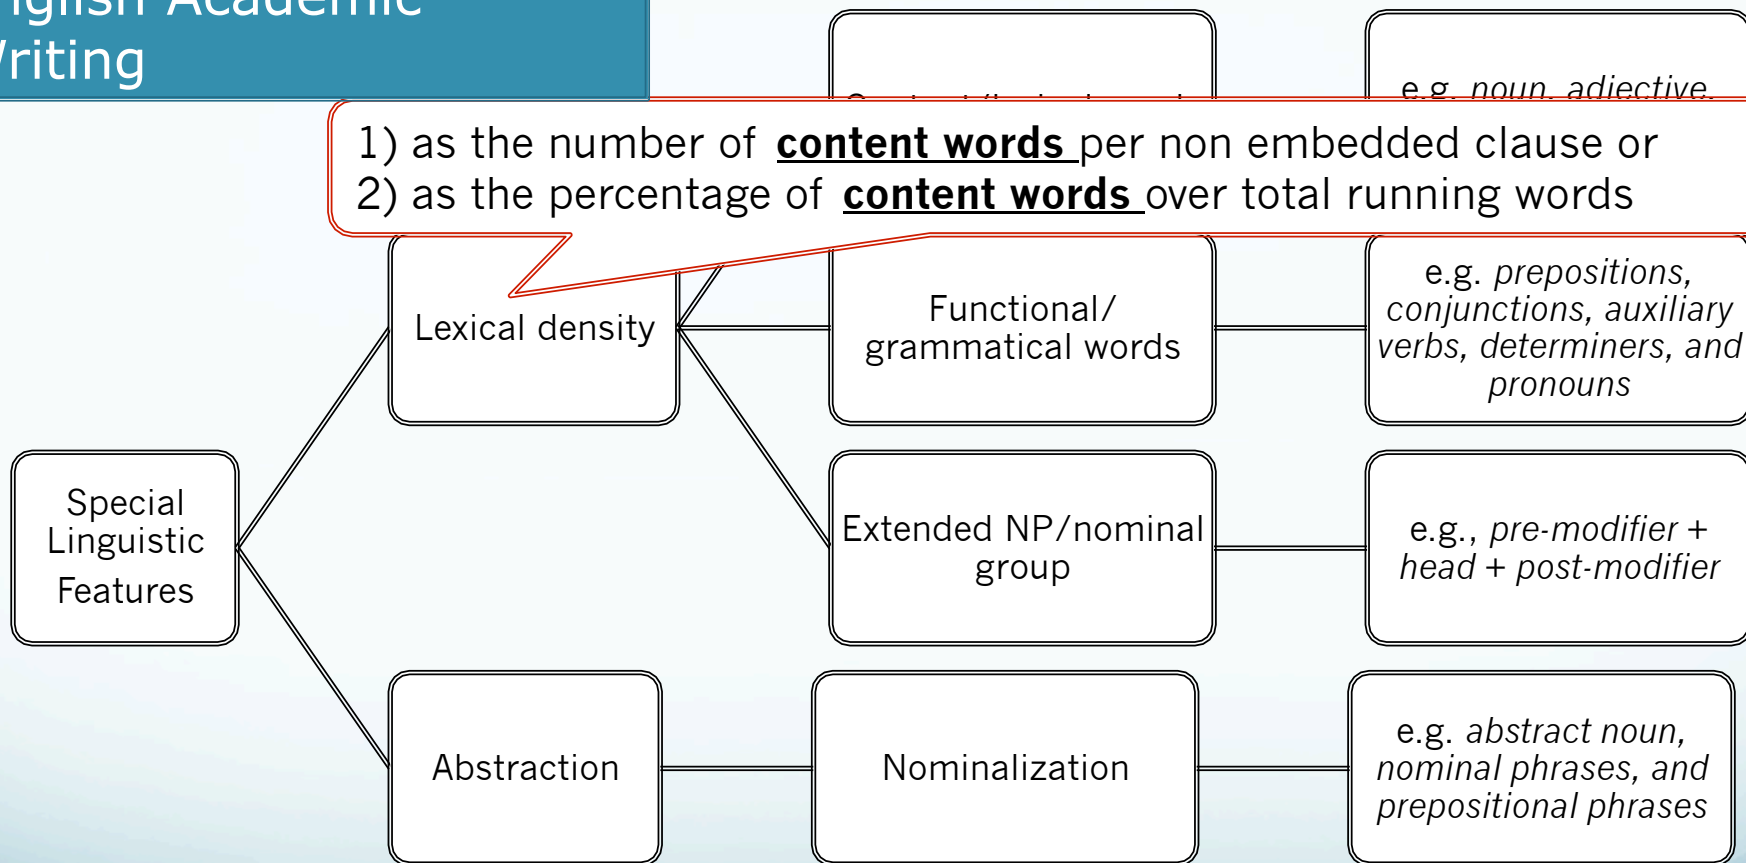 English Academic
Writing
e.g. noun, adjective,
1) as the number of content words per non embedded clause or
2) as the percentage of content words over total running words
Lexical density
Functional/
grammatical words
e.g. prepositions,
conjunctions, auxiliary
verbs, determiners, and
pronouns
Special
Linguistic
Features
Extended NP/nominal
group
e.g., pre-modifier +
head + post-modifier
Abstraction
Nominalization
e.g. abstract noun,
nominal phrases, and
prepositional phrases